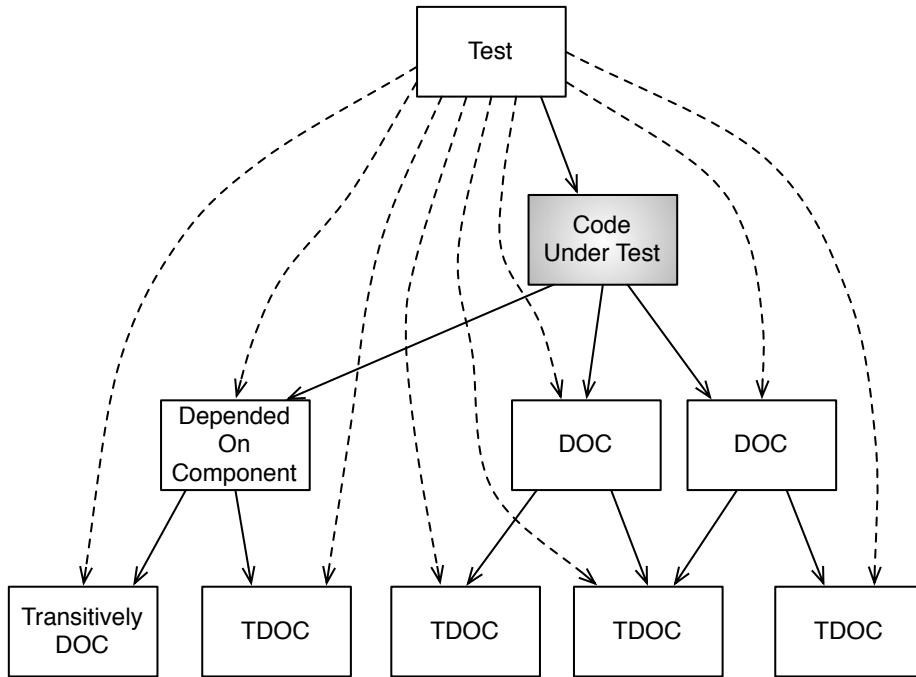 Test
Code
Under Test
Depended
On
Component
DOC
DOC
Transitively
DOC
TDOC
TDOC
TDOC
TDOC